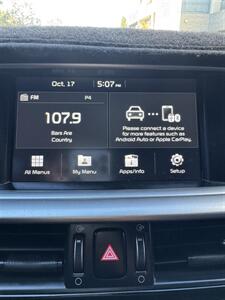 Oct. 17
5:07 PM
FM
P4
107.9
Bars Are
Country
Please connect a device
for more features such as
Android Auto or Apple CarPlay.
All Menus
My Menu
Apps/Info
Setup